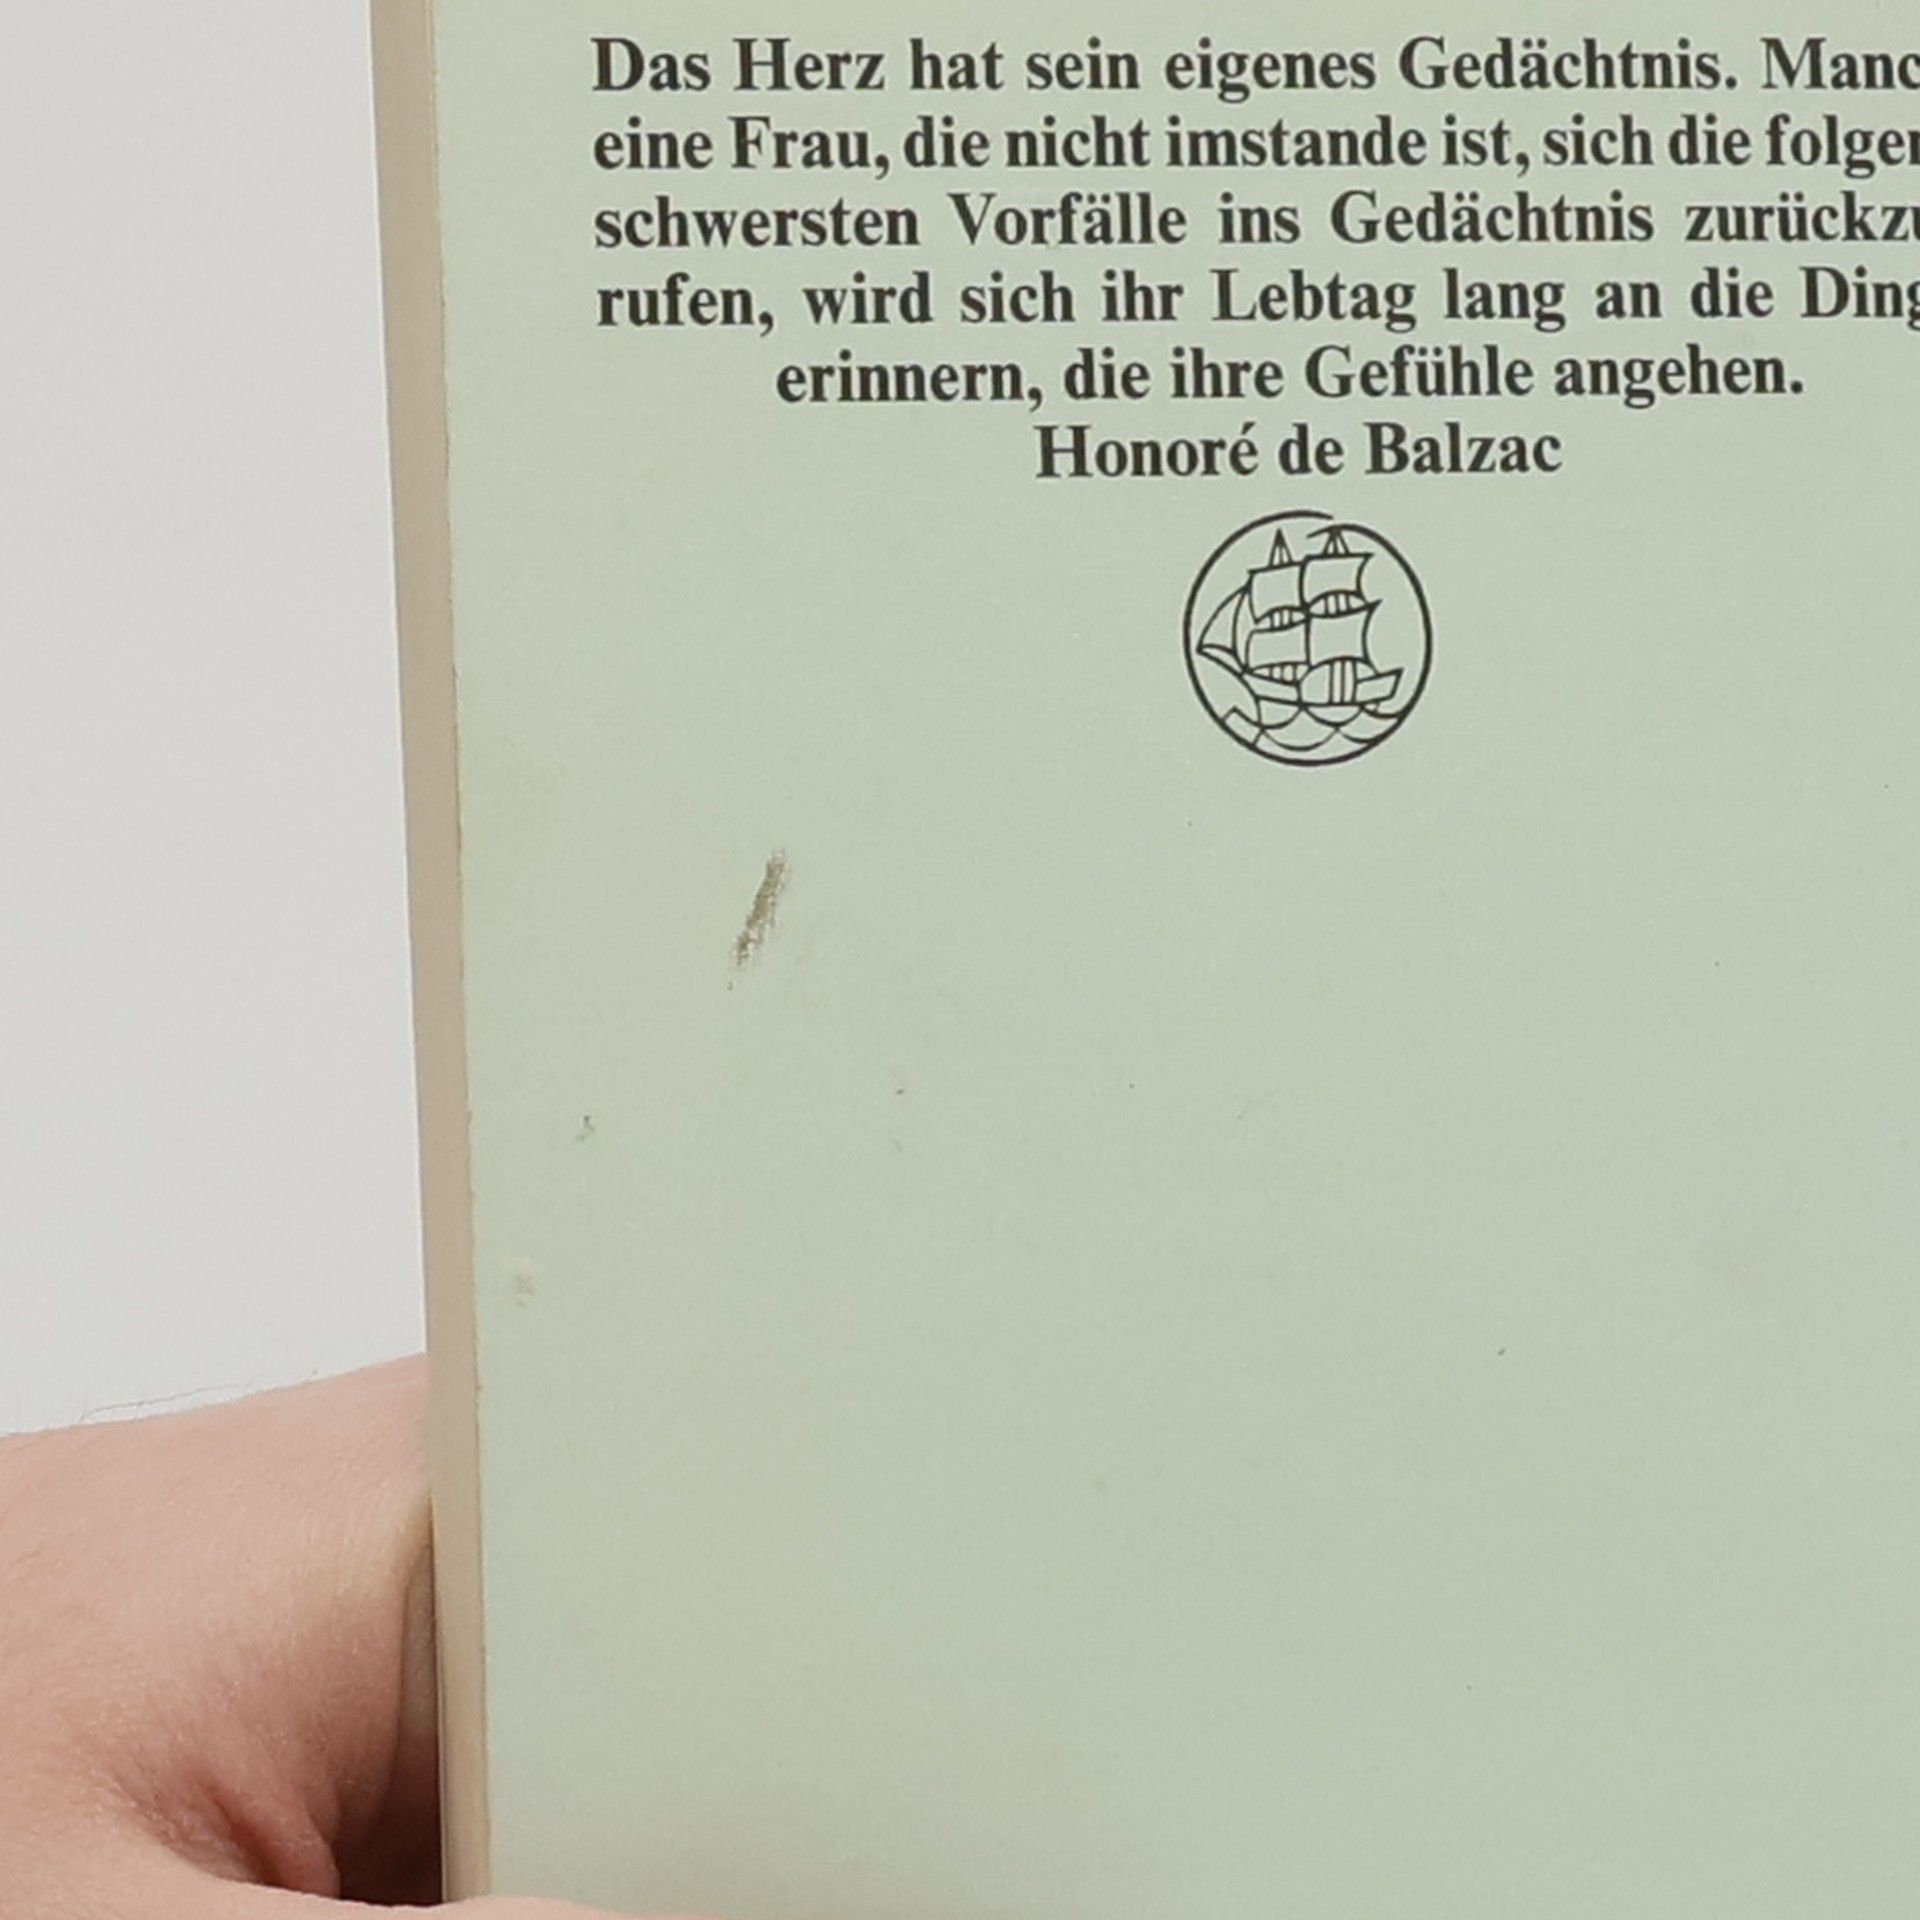 Das Herz hat sein eigenes Gedächtnis. Manc
eine Frau, die nicht imstande ist, sich die folgen
schwersten Vorfälle ins Gedächtnis zurückzu
rufen, wird sich ihr Lebtag lang an die Ding
erinnern, die ihre Gefühle angehen.
Honoré de Balzac